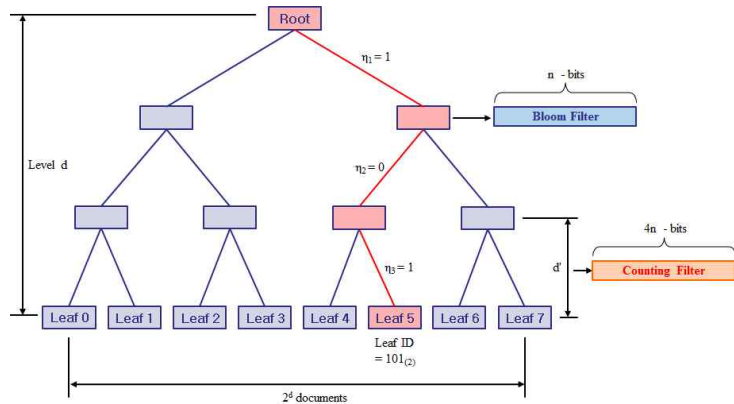 Root
η1 = 1
n - bits
Bloom Filter
η2 = 0
Level d
4n - bits
d'
Counting Filter
η3 = 1
Leaf 0 Leaf 1 Leaf 2 Leaf 3 Leaf 4 Leaf 5 Leaf 6 Leaf 7
Leaf ID
= 101(2)
2^d documents